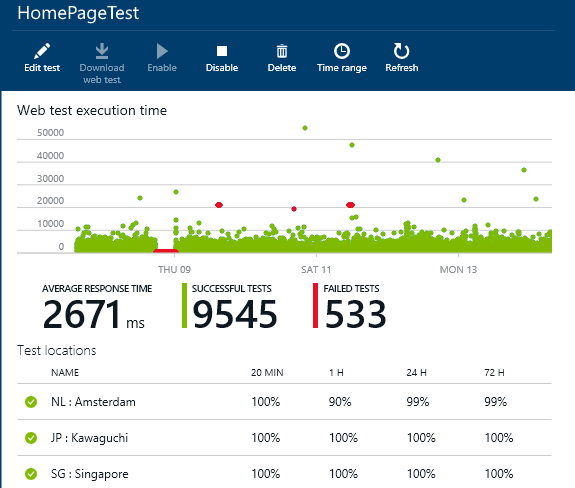 HomePageTest
Edit test Download web test Enable Disable Delete Time range Refresh
Web test execution time
50000
40000
30000
20000
10000
0
THU 09 SAT 11 MON 13
AVERAGE RESPONSE TIME SUCCESSFUL TESTS FAILED TESTS
2671 ms 9545 533
Test locations
NAME 20 MIN 1 H 24 H 72 H
NL : Amsterdam 100% 90% 99% 99%
JP : Kawaguchi 100% 100% 100% 100%
SG : Singapore 100% 100% 100% 100%